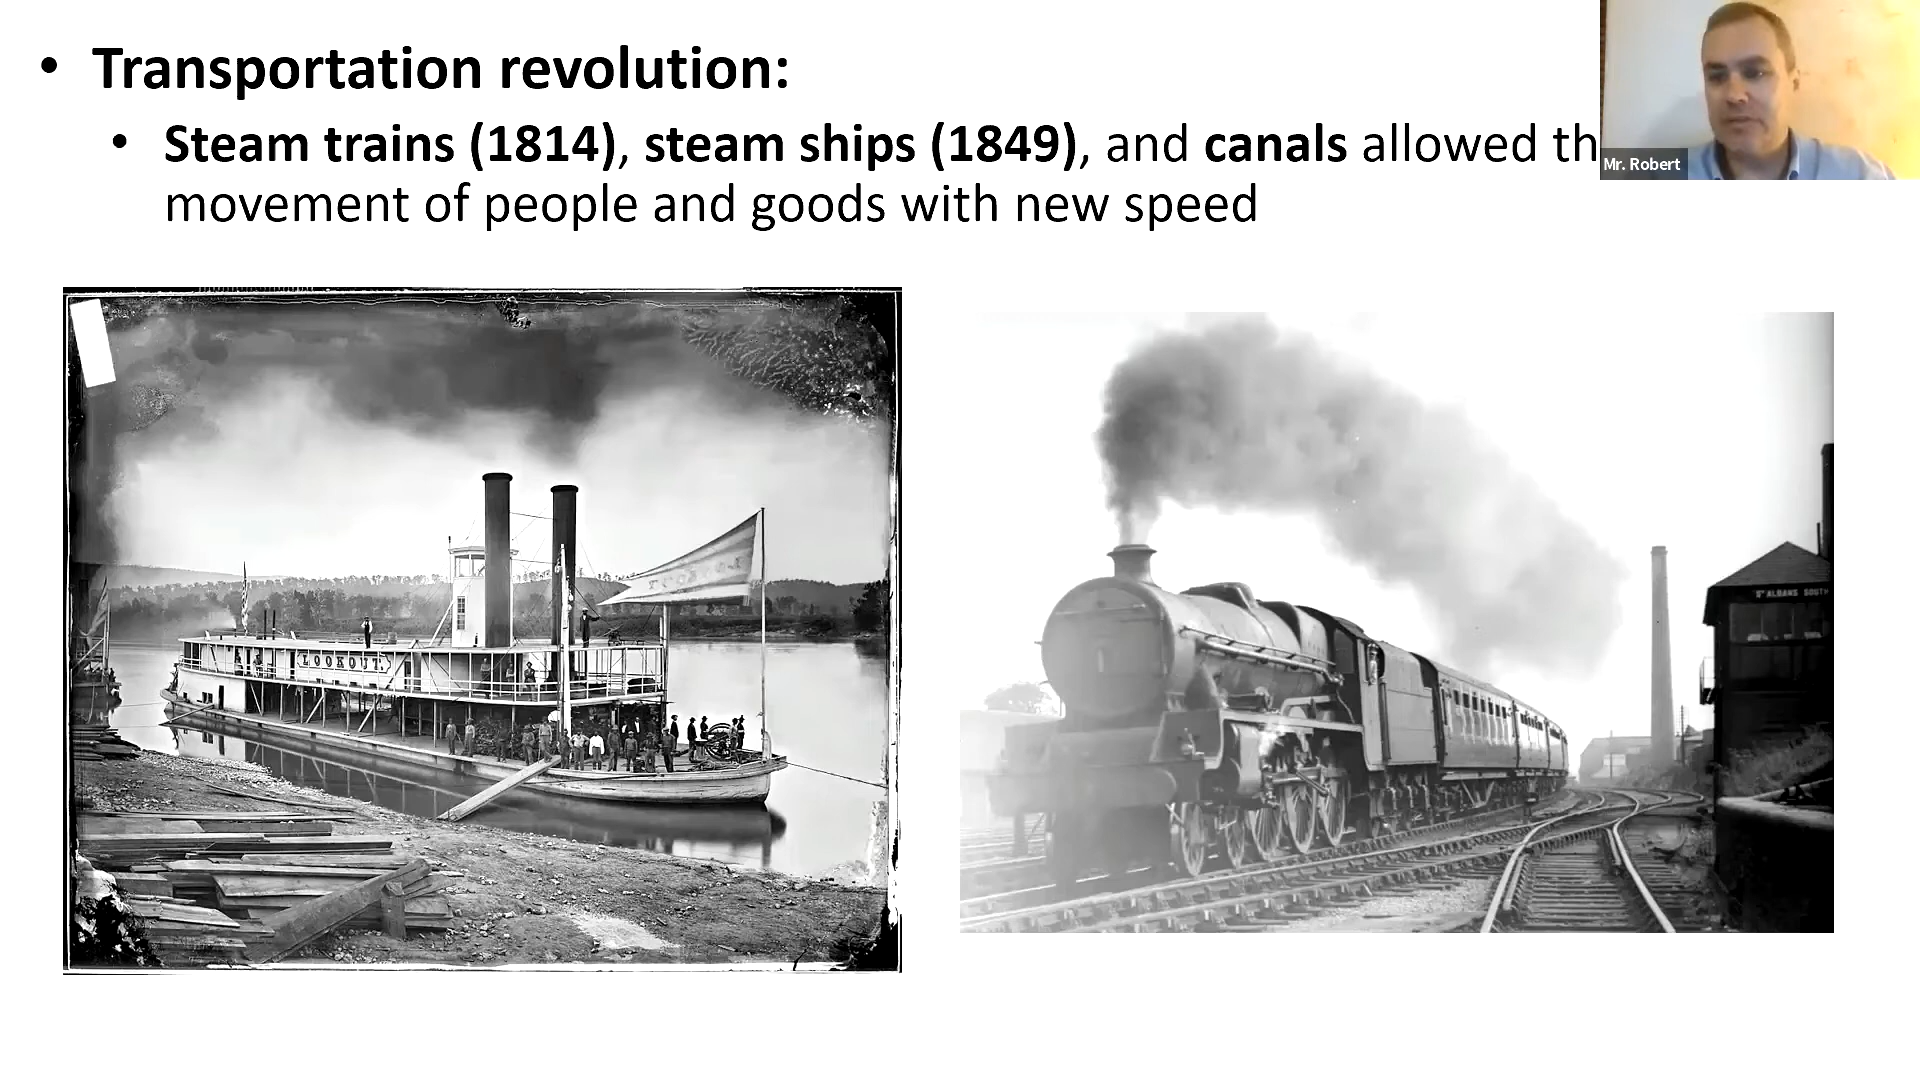 • Transportation revolution:
• Steam trains (1814), steam ships (1849), and canals allowed th
movement of people and goods with new speed
Mr. Robert
LOOKOUT.
ST ALBANS SOUTH